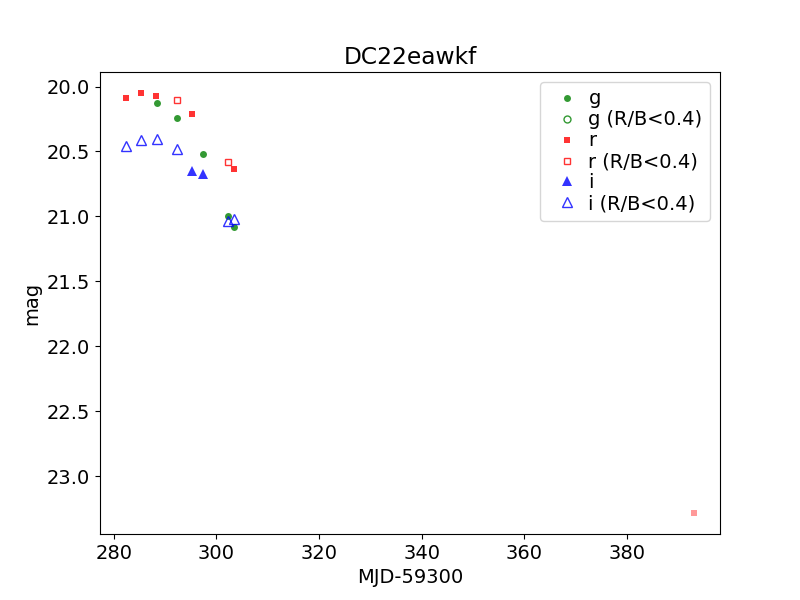 DC22eawkf
g
g (R/B<0.4)
r
r (R/B<0.4)
i
i (R/B<0.4)
20.0
20.5
21.0
21.5
22.0
22.5
23.0
mag
280 300 320 340 360 380
MJD-59300